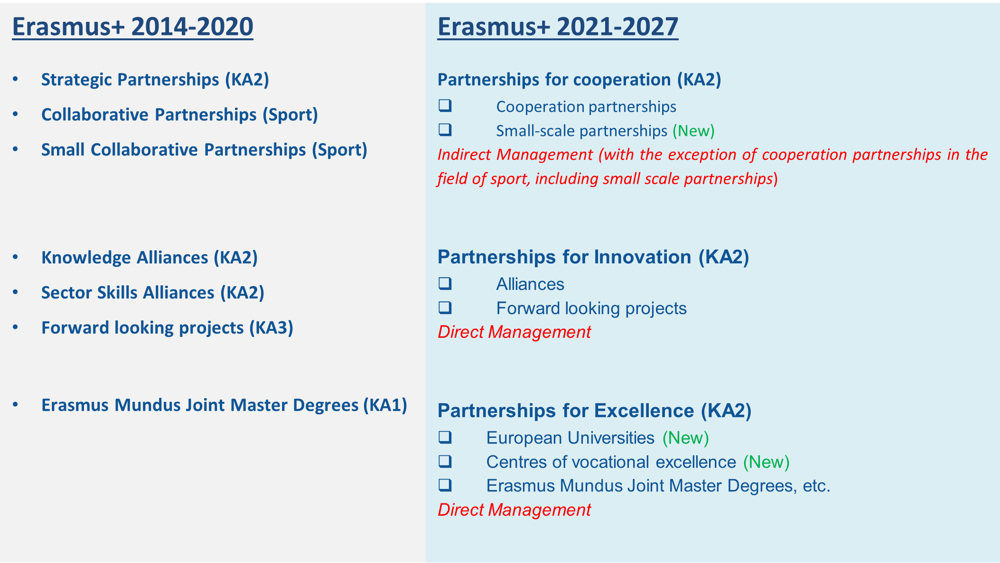 Erasmus+ 2014-2020
• Strategic Partnerships (KA2)
• Collaborative Partnerships (Sport)
• Small Collaborative Partnerships (Sport)
• Knowledge Alliances (KA2)
• Sector Skills Alliances (KA2)
• Forward looking projects (KA3)
• Erasmus Mundus Joint Master Degrees (KA1)
Erasmus+ 2021-2027
Partnerships for cooperation (KA2)
❑ Cooperation partnerships
❑ Small-scale partnerships (New)
Indirect Management (with the exception of cooperation partnerships in the
field of sport, including small scale partnerships)
Partnerships for Innovation (KA2)
❑ Alliances
❑ Forward looking projects
Direct Management
Partnerships for Excellence (KA2)
❑ European Universities (New)
❑ Centres of vocational excellence (New)
❑ Erasmus Mundus Joint Master Degrees, etc.
Direct Management